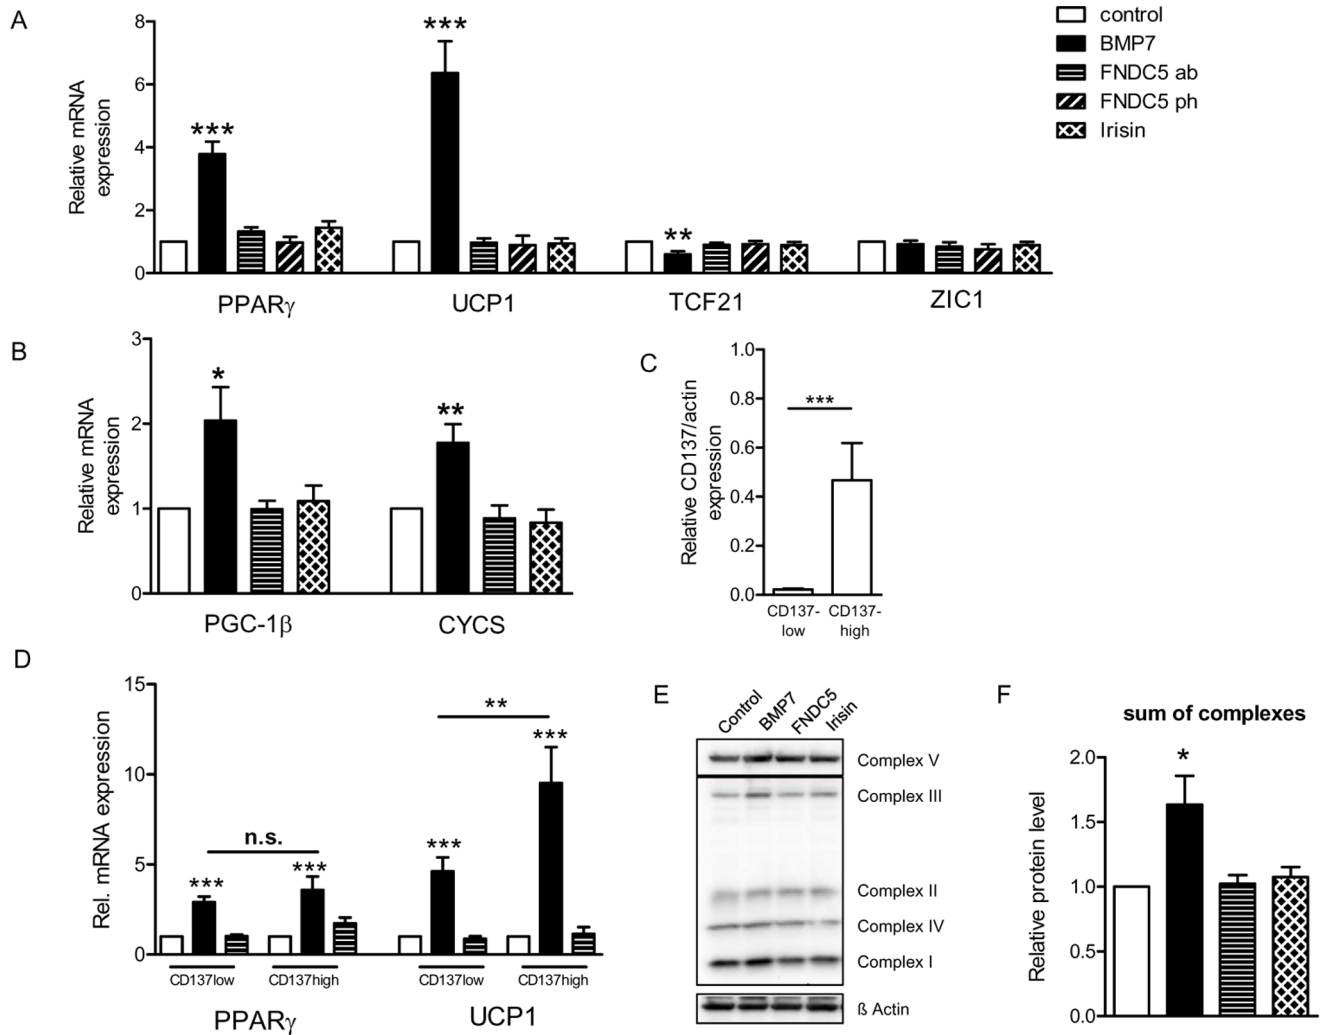 A
8
6
4
2
0
Relative mRNA
expression
***
***
**
PPARγ
UCP1
TCF21
ZIC1
control
BMP7
FNDC5 ab
FNDC5 ph
Irisin
B
3
2
1
0
Relative mRNA
expression
*
**
PGC-1β
CYCS
C
1.0
0.8
0.6
0.4
0.2
0.0
Relative CD137/actin
expression
***
CD137-
low
CD137-
high
D
15
10
5
0
Rel. mRNA expression
***
n.s.
***
***
**
***
CD137low
CD137high
CD137low
CD137high
PPARγ
UCP1
E
Control
BMP7
FNDC5
Irisin
Complex V
Complex III
Complex II
Complex IV
Complex I
ß Actin
F
sum of complexes
2.0
1.5
1.0
0.5
0.0
Relative protein level
*